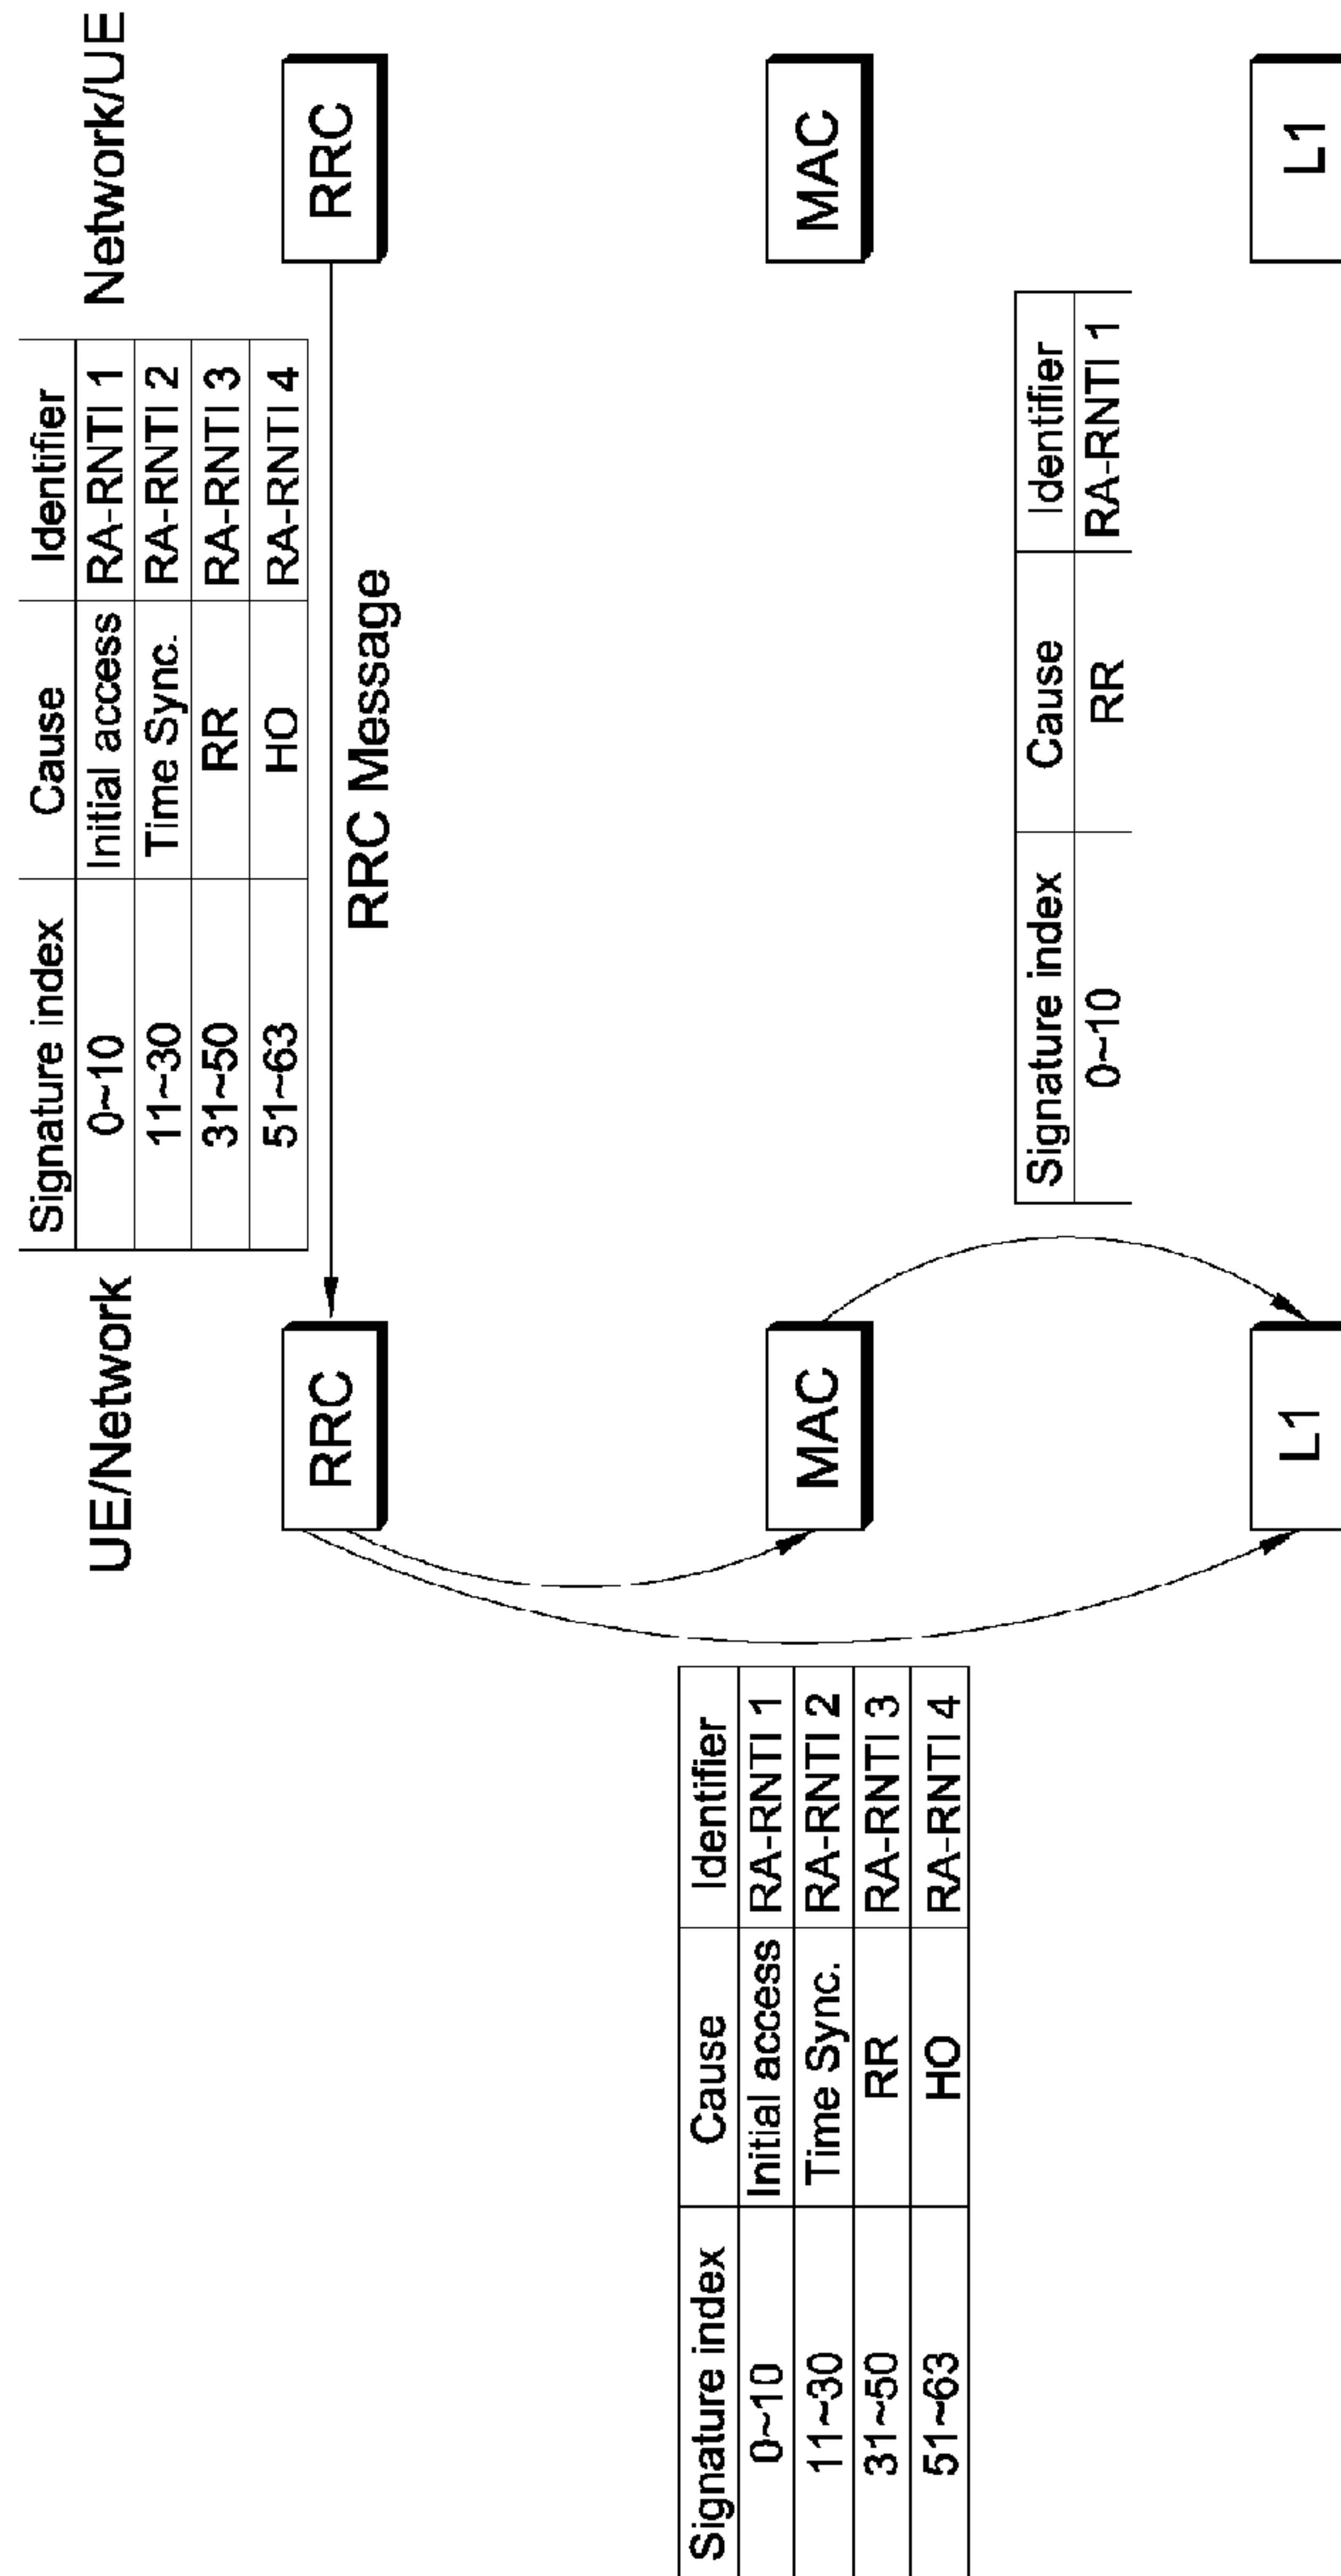 UE/Network
Network/UE
Signature index Cause Identifier
0~10 Initial access RA-RNTI 1
11~30 Time Sync. RA-RNTI 2
31~50 RR RA-RNTI 3
51~63 HO RA-RNTI 4
RRC
RRC
RRC Message
Signature index Cause Identifier
0~10 Initial access RA-RNTI 1
11~30 Time Sync. RA-RNTI 2
31~50 RR RA-RNTI 3
51~63 HO RA-RNTI 4
MAC
MAC
Signature index Cause Identifier
0~10 RR RA-RNTI 1
L1
L1